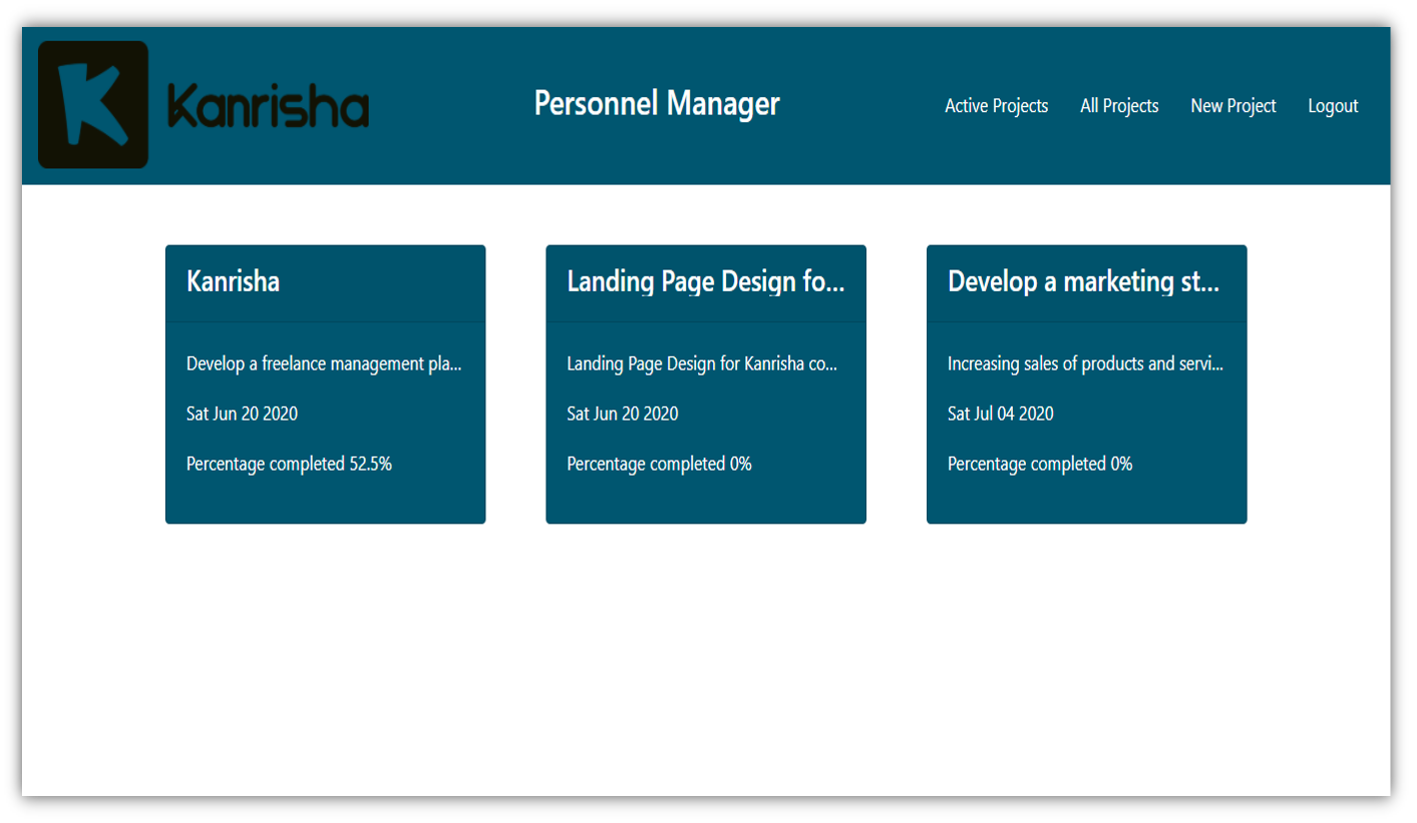 Kanrisha
Personnel Manager
Active Projects
All Projects
New Project
Logout
Kanrisha
Develop a freelance management pla...
Sat Jun 20 2020
Percentage completed 52.5%
Landing Page Design fo...
Landing Page Design for Kanrisha co...
Sat Jun 20 2020
Percentage completed 0%
Develop a marketing st...
Increasing sales of products and servi...
Sat Jul 04 2020
Percentage completed 0%